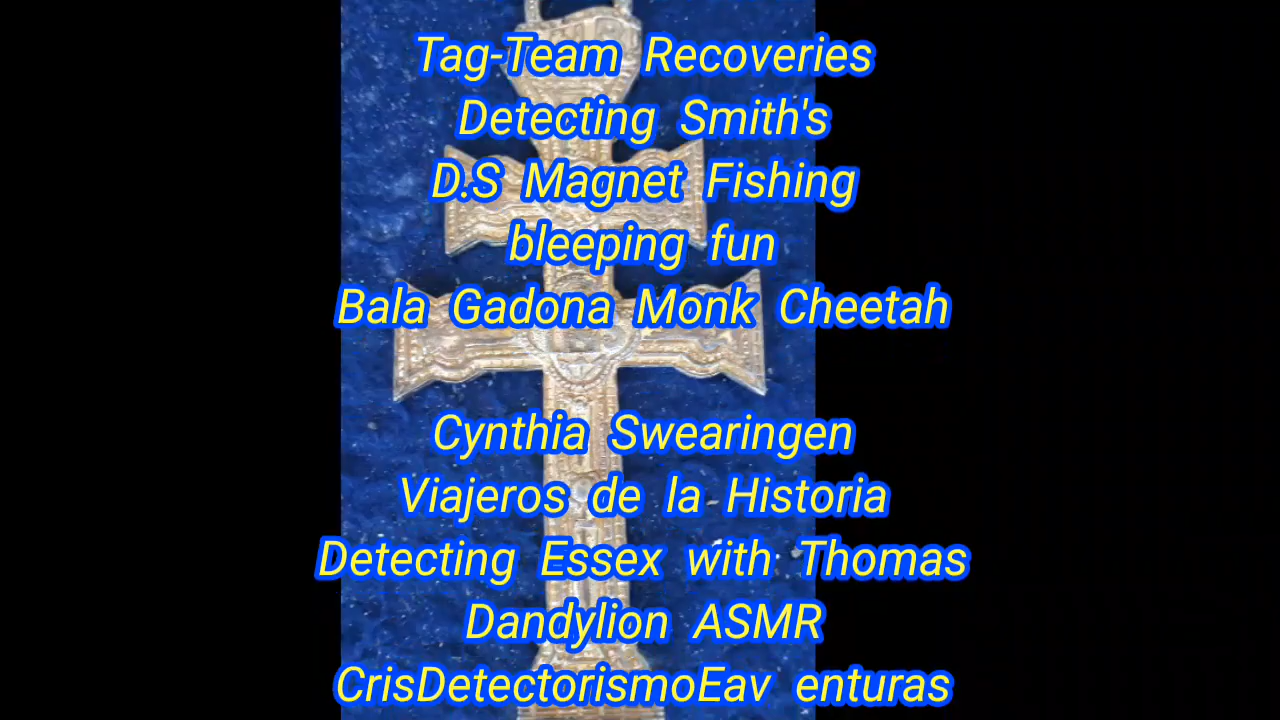 Tag-Team Recoveries
Detecting Smith's
D.S Magnet Fishing
bleeping fun
Bala Gadona Monk Cheetah
Cynthia Swearingen
Viajeros de la Historia
Detecting Essex with Thomas
Dandylion ASMR
CrisDetectorismoEav enturas